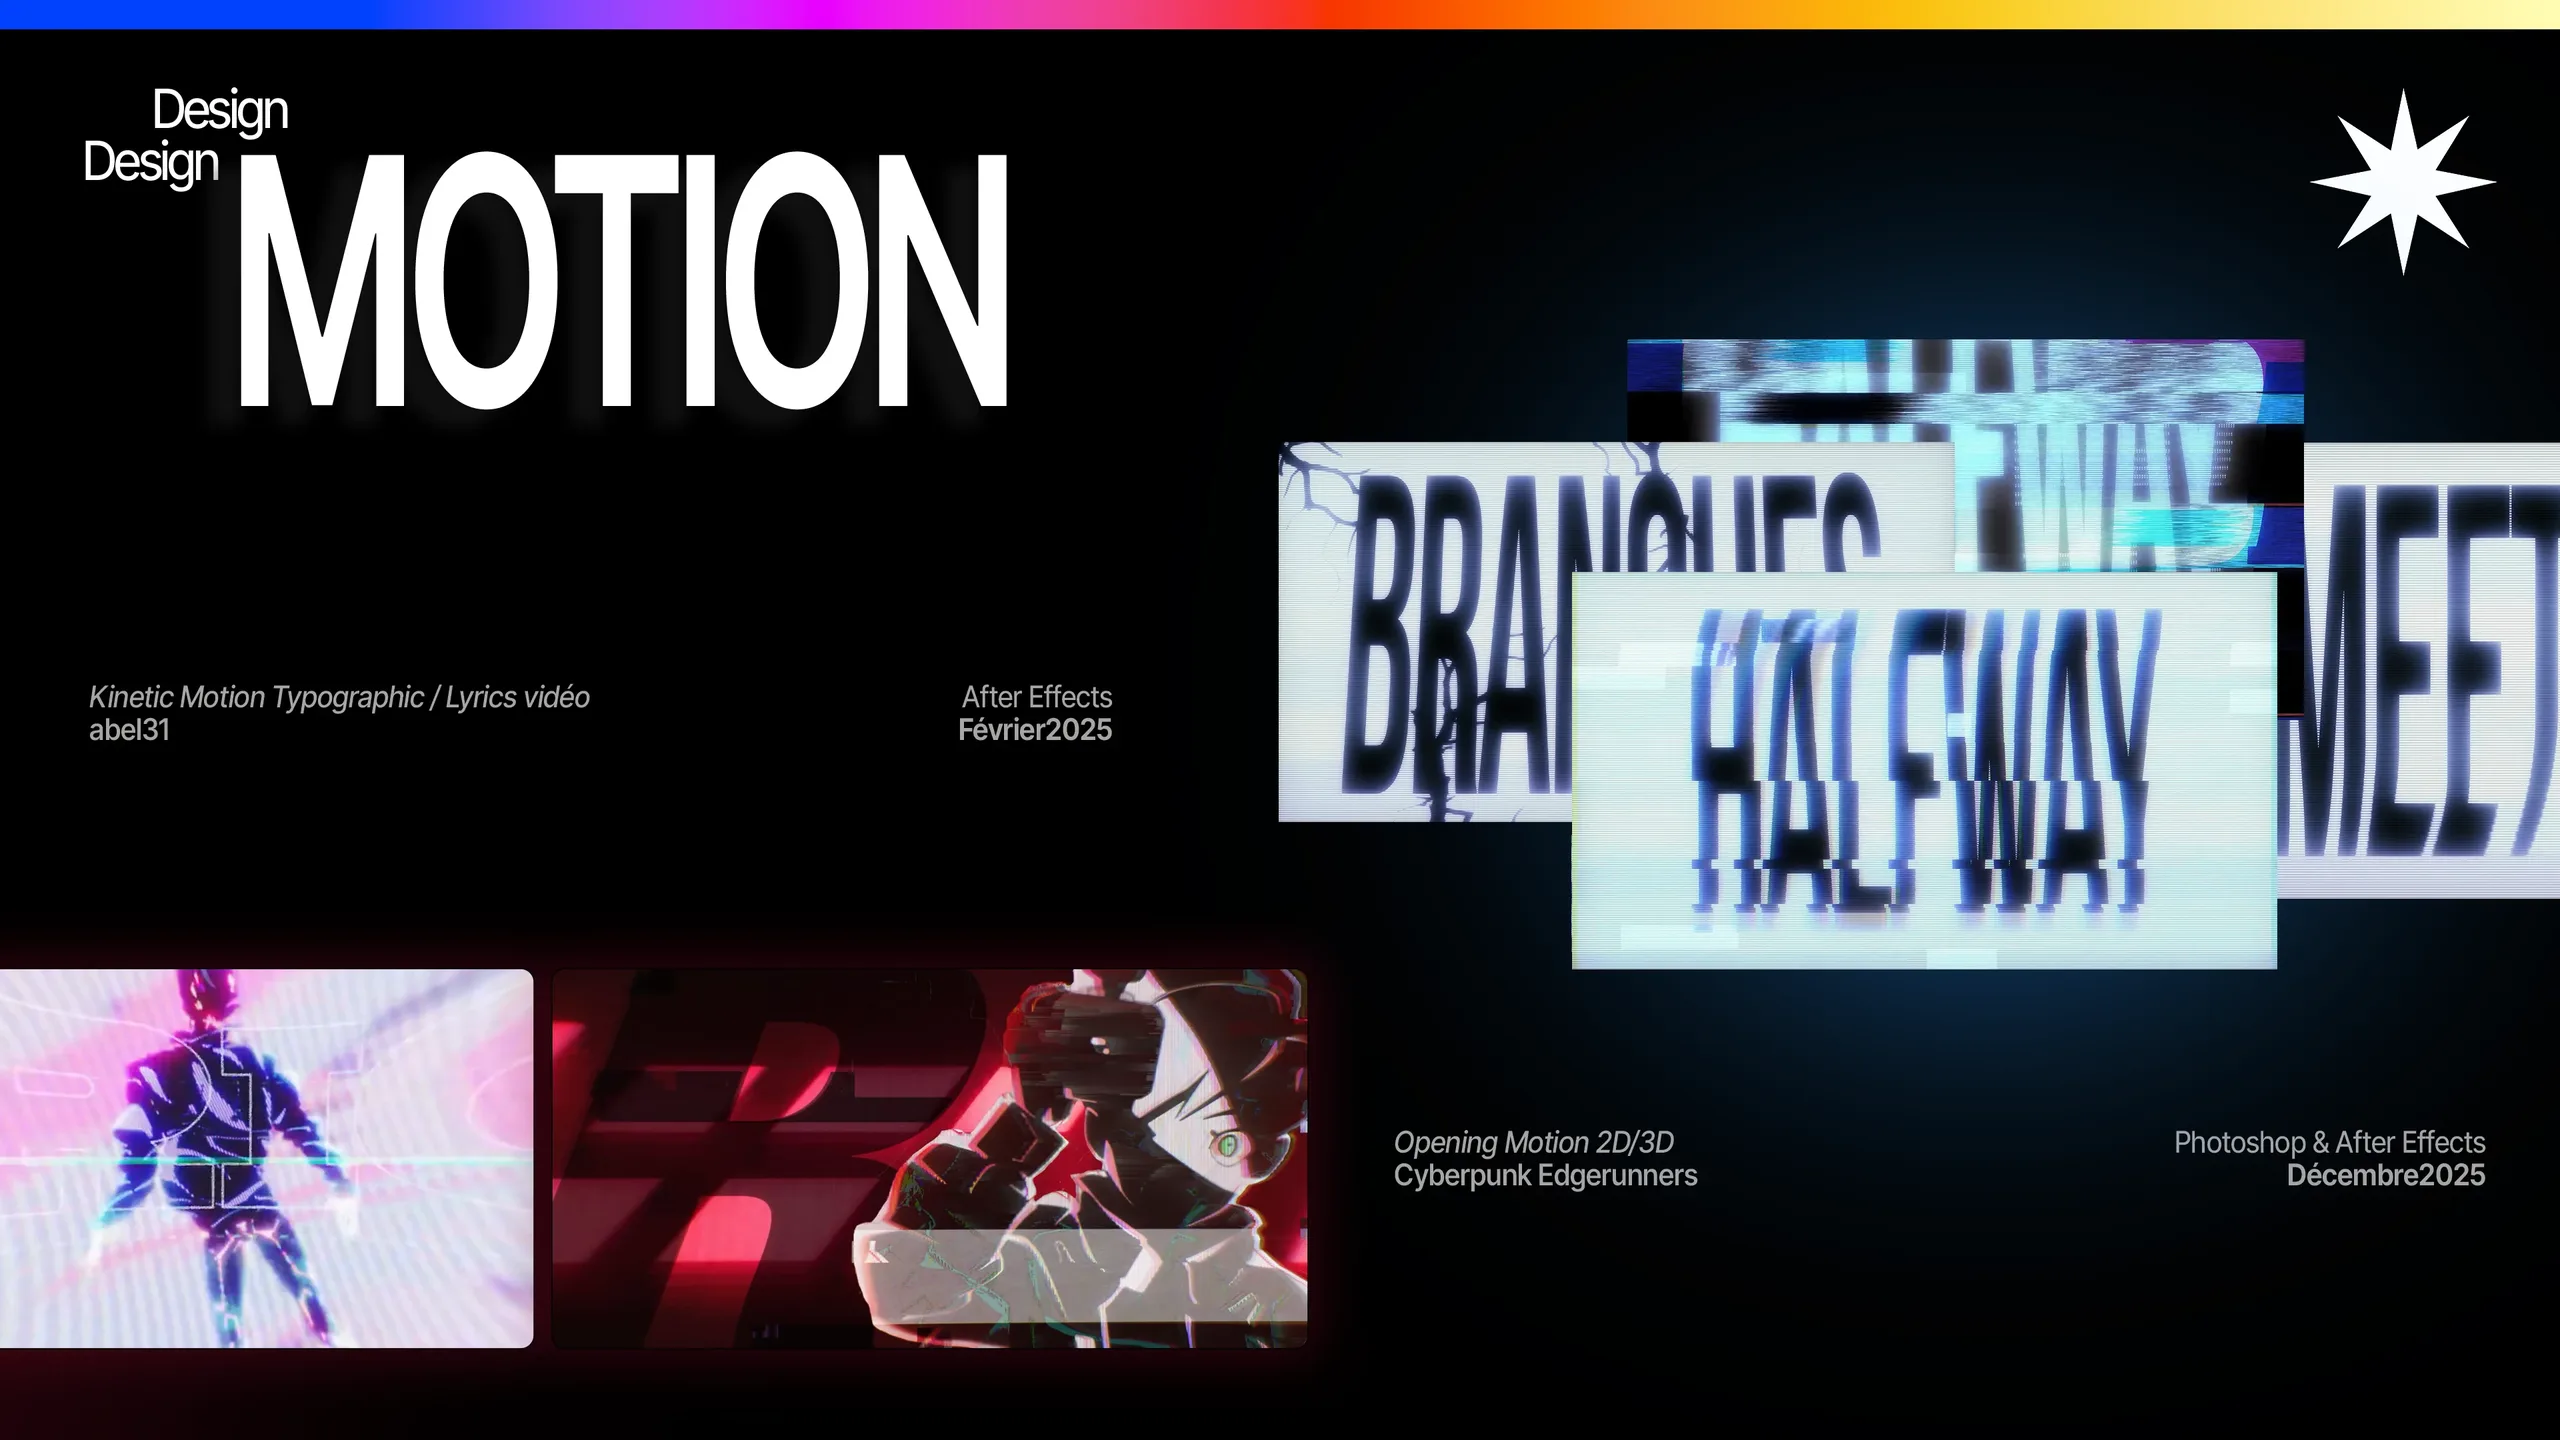 Design
Design
MOTION
BRANCHES
HALFWAY
MEET
Kinetic Motion Typographic / Lyrics vidéo
abel31
After Effects
Février2025
Opening Motion 2D/3D
Cyberpunk Edgerunners
Photoshop & After Effects
Décembre2025